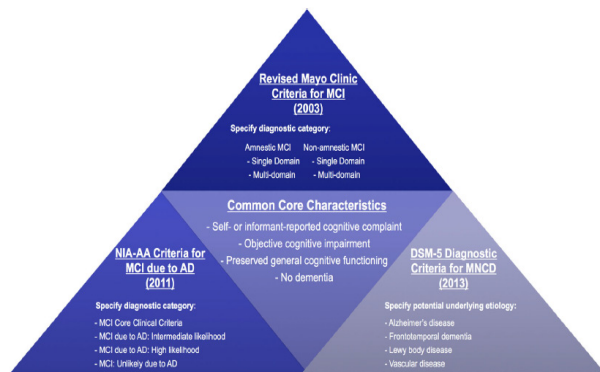 Revised Mayo Clinic
Criteria for MCI
(2003)
Specify diagnostic category:
Amnestic MCI Non-amnestic MCI
- Single Domain - Single Domain
- Multi-domain - Multi-domain
Common Core Characteristics
- Self- or informant-reported cognitive complaint
- Objective cognitive impairment
- Preserved general cognitive functioning
- No dementia
NIA-AA Criteria for
MCI due to AD
(2011)
Specify diagnostic category:
- MCI Core Clinical Criteria
- MCI due to AD: Intermediate likelihood
- MCI due to AD: High likelihood
- MCI: Unlikely due to AD
DSM-5 Diagnostic
Criteria for MNCD
(2013)
Specify potential underlying etiology:
- Alzheimer's disease
- Frontotemporal dementia
- Lewy body disease
- Vascular disease